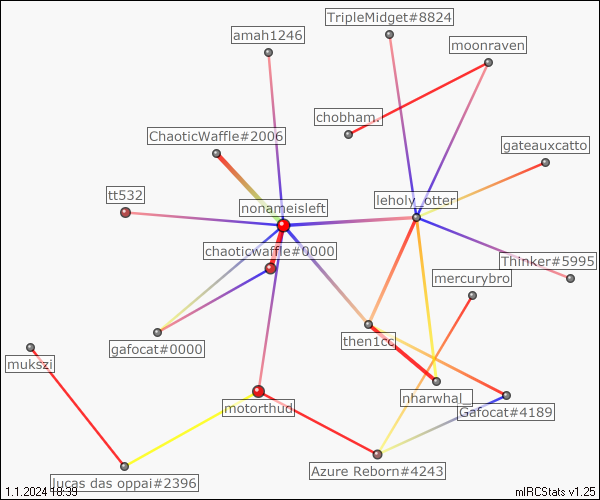 TripleMidget#8824
amah1246
moonraven
chobham.
ChaoticWaffle#2006
gateauxcatto
tt532
leholy_otter
nonameisleft
chaoticwaffle#0000
Thinker#5995
mercurybro
then1cc
gafocat#0000
mukszi
nharwhal_
motorthud
Gafocat#4189
Azure Reborn#4243
lucas das oppai#2396
1.1.2024 18:39
mIRCStats v1.25